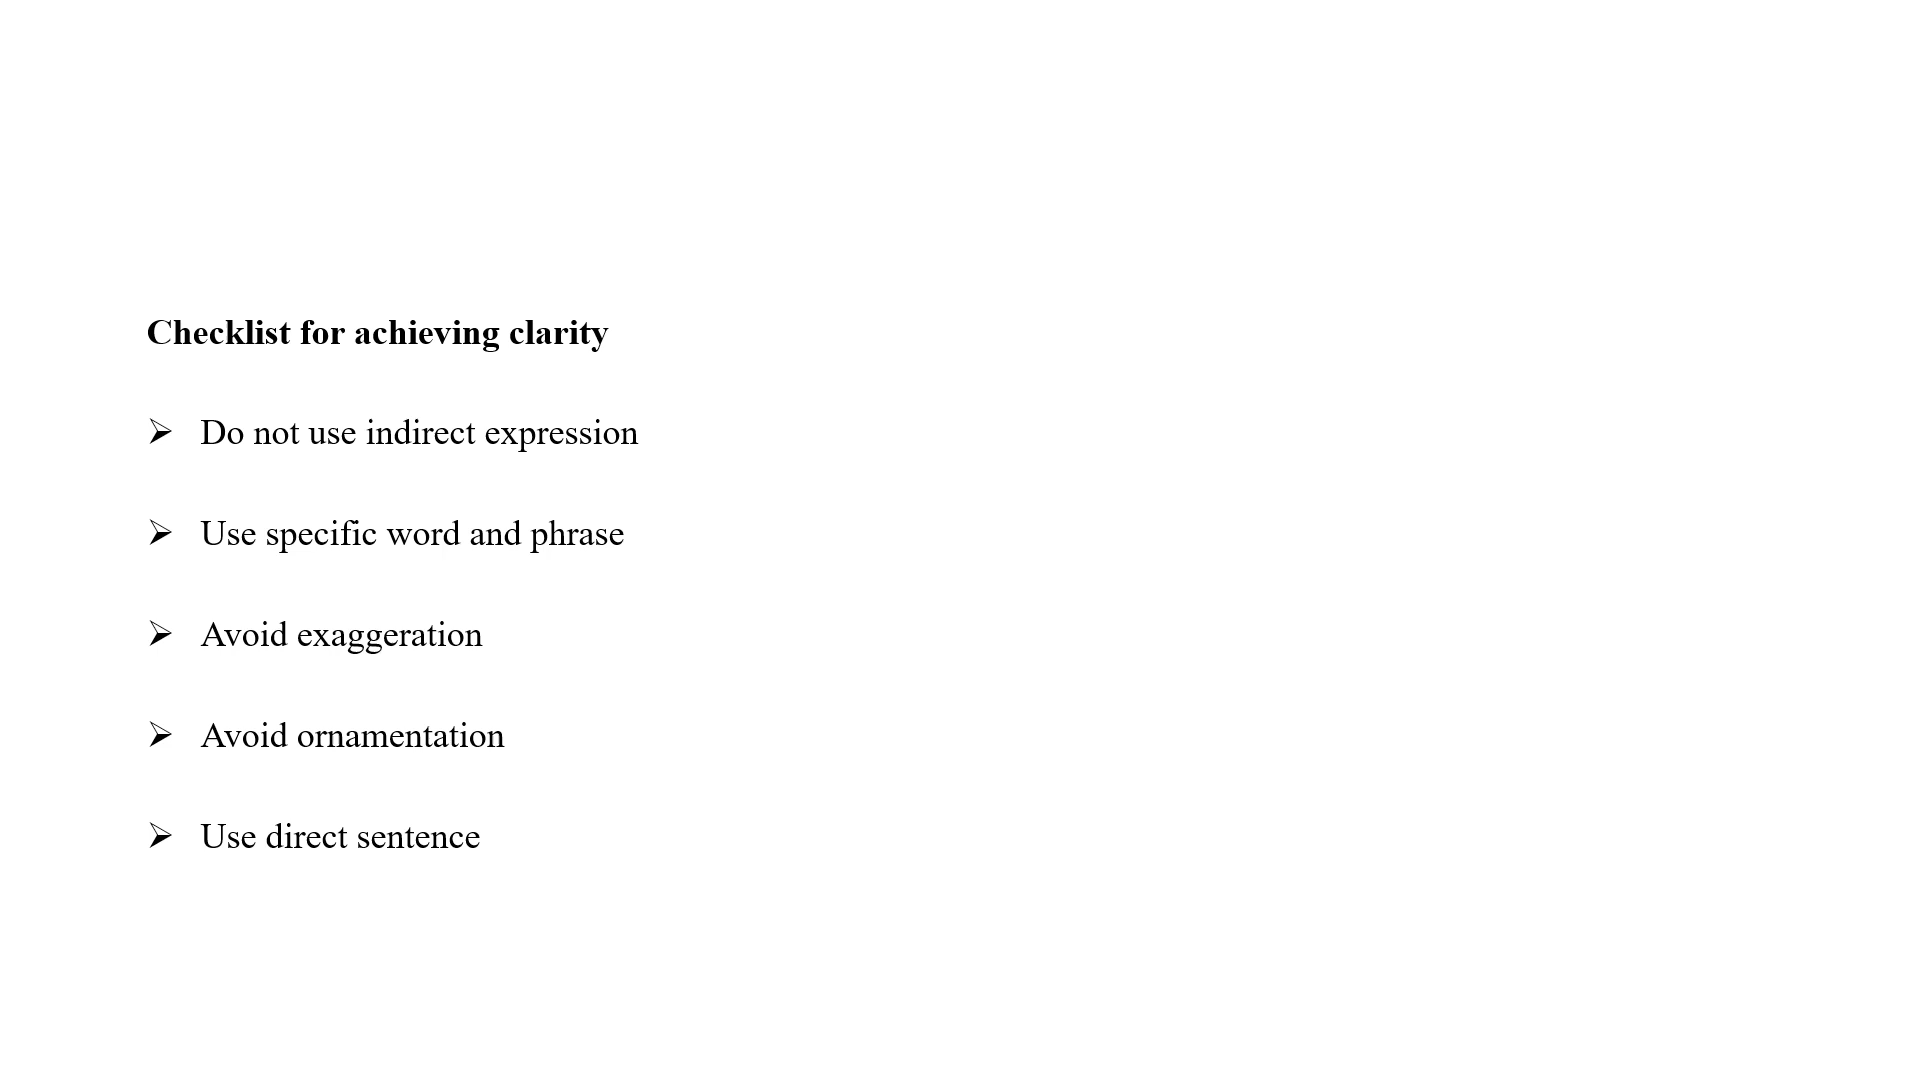 Checklist for achieving clarity
➢ Do not use indirect expression
➢ Use specific word and phrase
➢ Avoid exaggeration
➢ Avoid ornamentation
➢ Use direct sentence